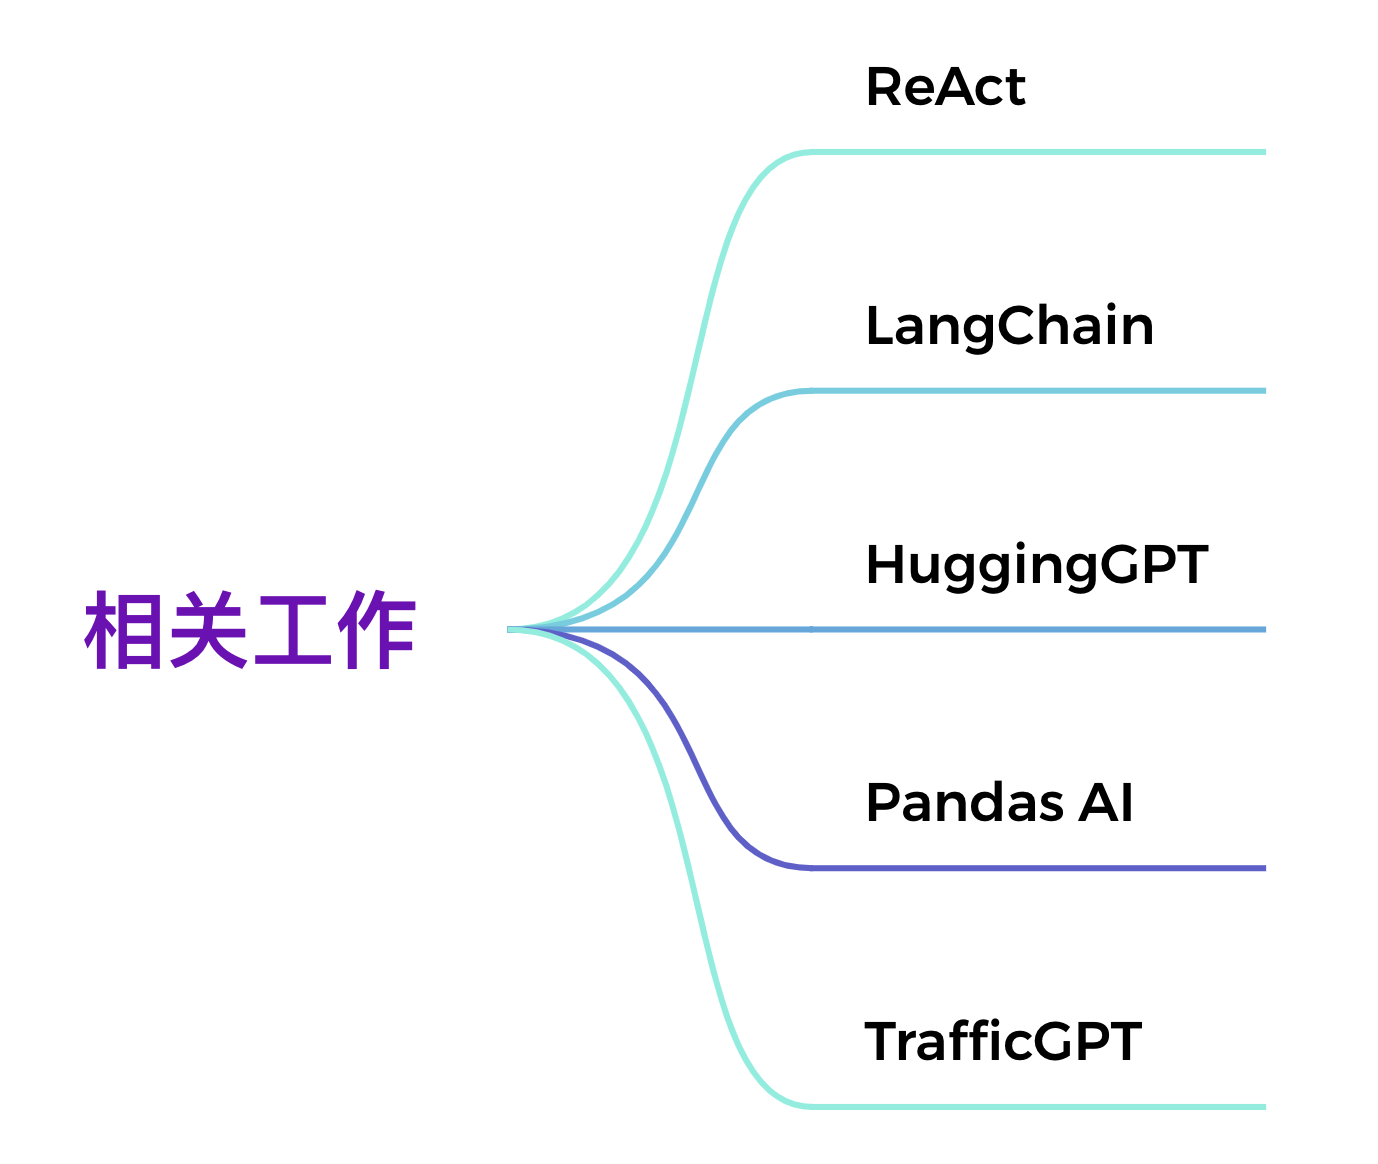 相关工作
ReAct
LangChain
HuggingGPT
Pandas AI
TrafficGPT